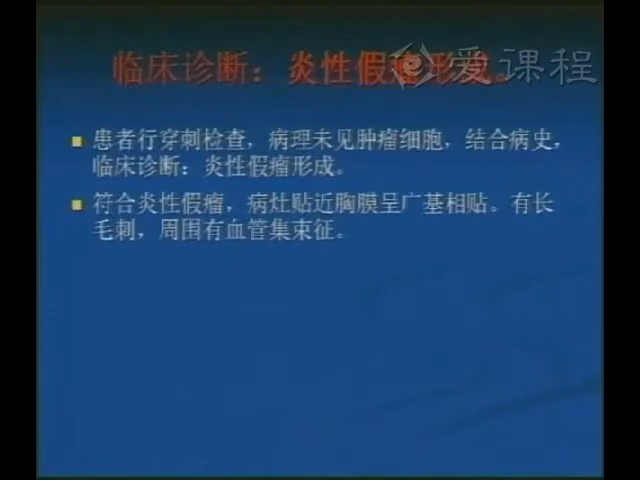 临床诊断：炎性假瘤形成。
爱课程
患者行穿刺检查，病理未见肿瘤细胞，结合病史，
临床诊断：炎性假瘤形成。
符合炎性假瘤，病灶贴近胸膜呈广基相贴。有长
毛刺，周围有血管集束征。